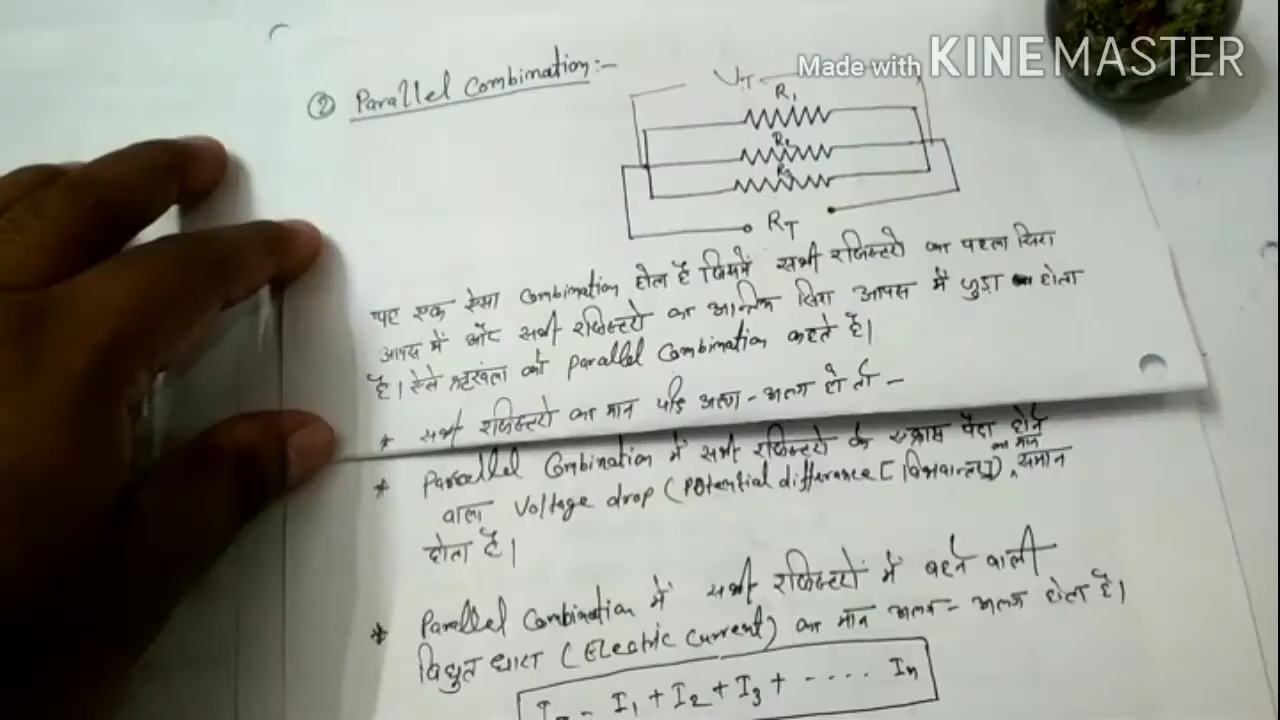 Made with KINEMASTER
② Parallel Combination:-
VT
R1
R2
R3
RT
यह एक ऐसा Combination होता है जिसमें सभी रजिस्टरो का पहला सिरा
आपस में और सभी रजिस्टरो का अन्तिम सिरा आपस में जुड़ा होता
है। ऐसे श्रृंखला को Parallel Combination कहते है।
* सभी रजिस्टरो का मान यदि अलग-अलग हो तो -
* Parallel Combination में सभी रजिस्टरो के एक्रास पैदा होने
वाला Voltage drop (Potential difference [विभवान्तर]) का मान समान
होता है।
* Parallel Combination में सभी रजिस्टरों में बहने वाली
विधुत धारा (Electric Current) का मान अलग-अलग होता है।
= I1 + I2 + I3 + ..... In